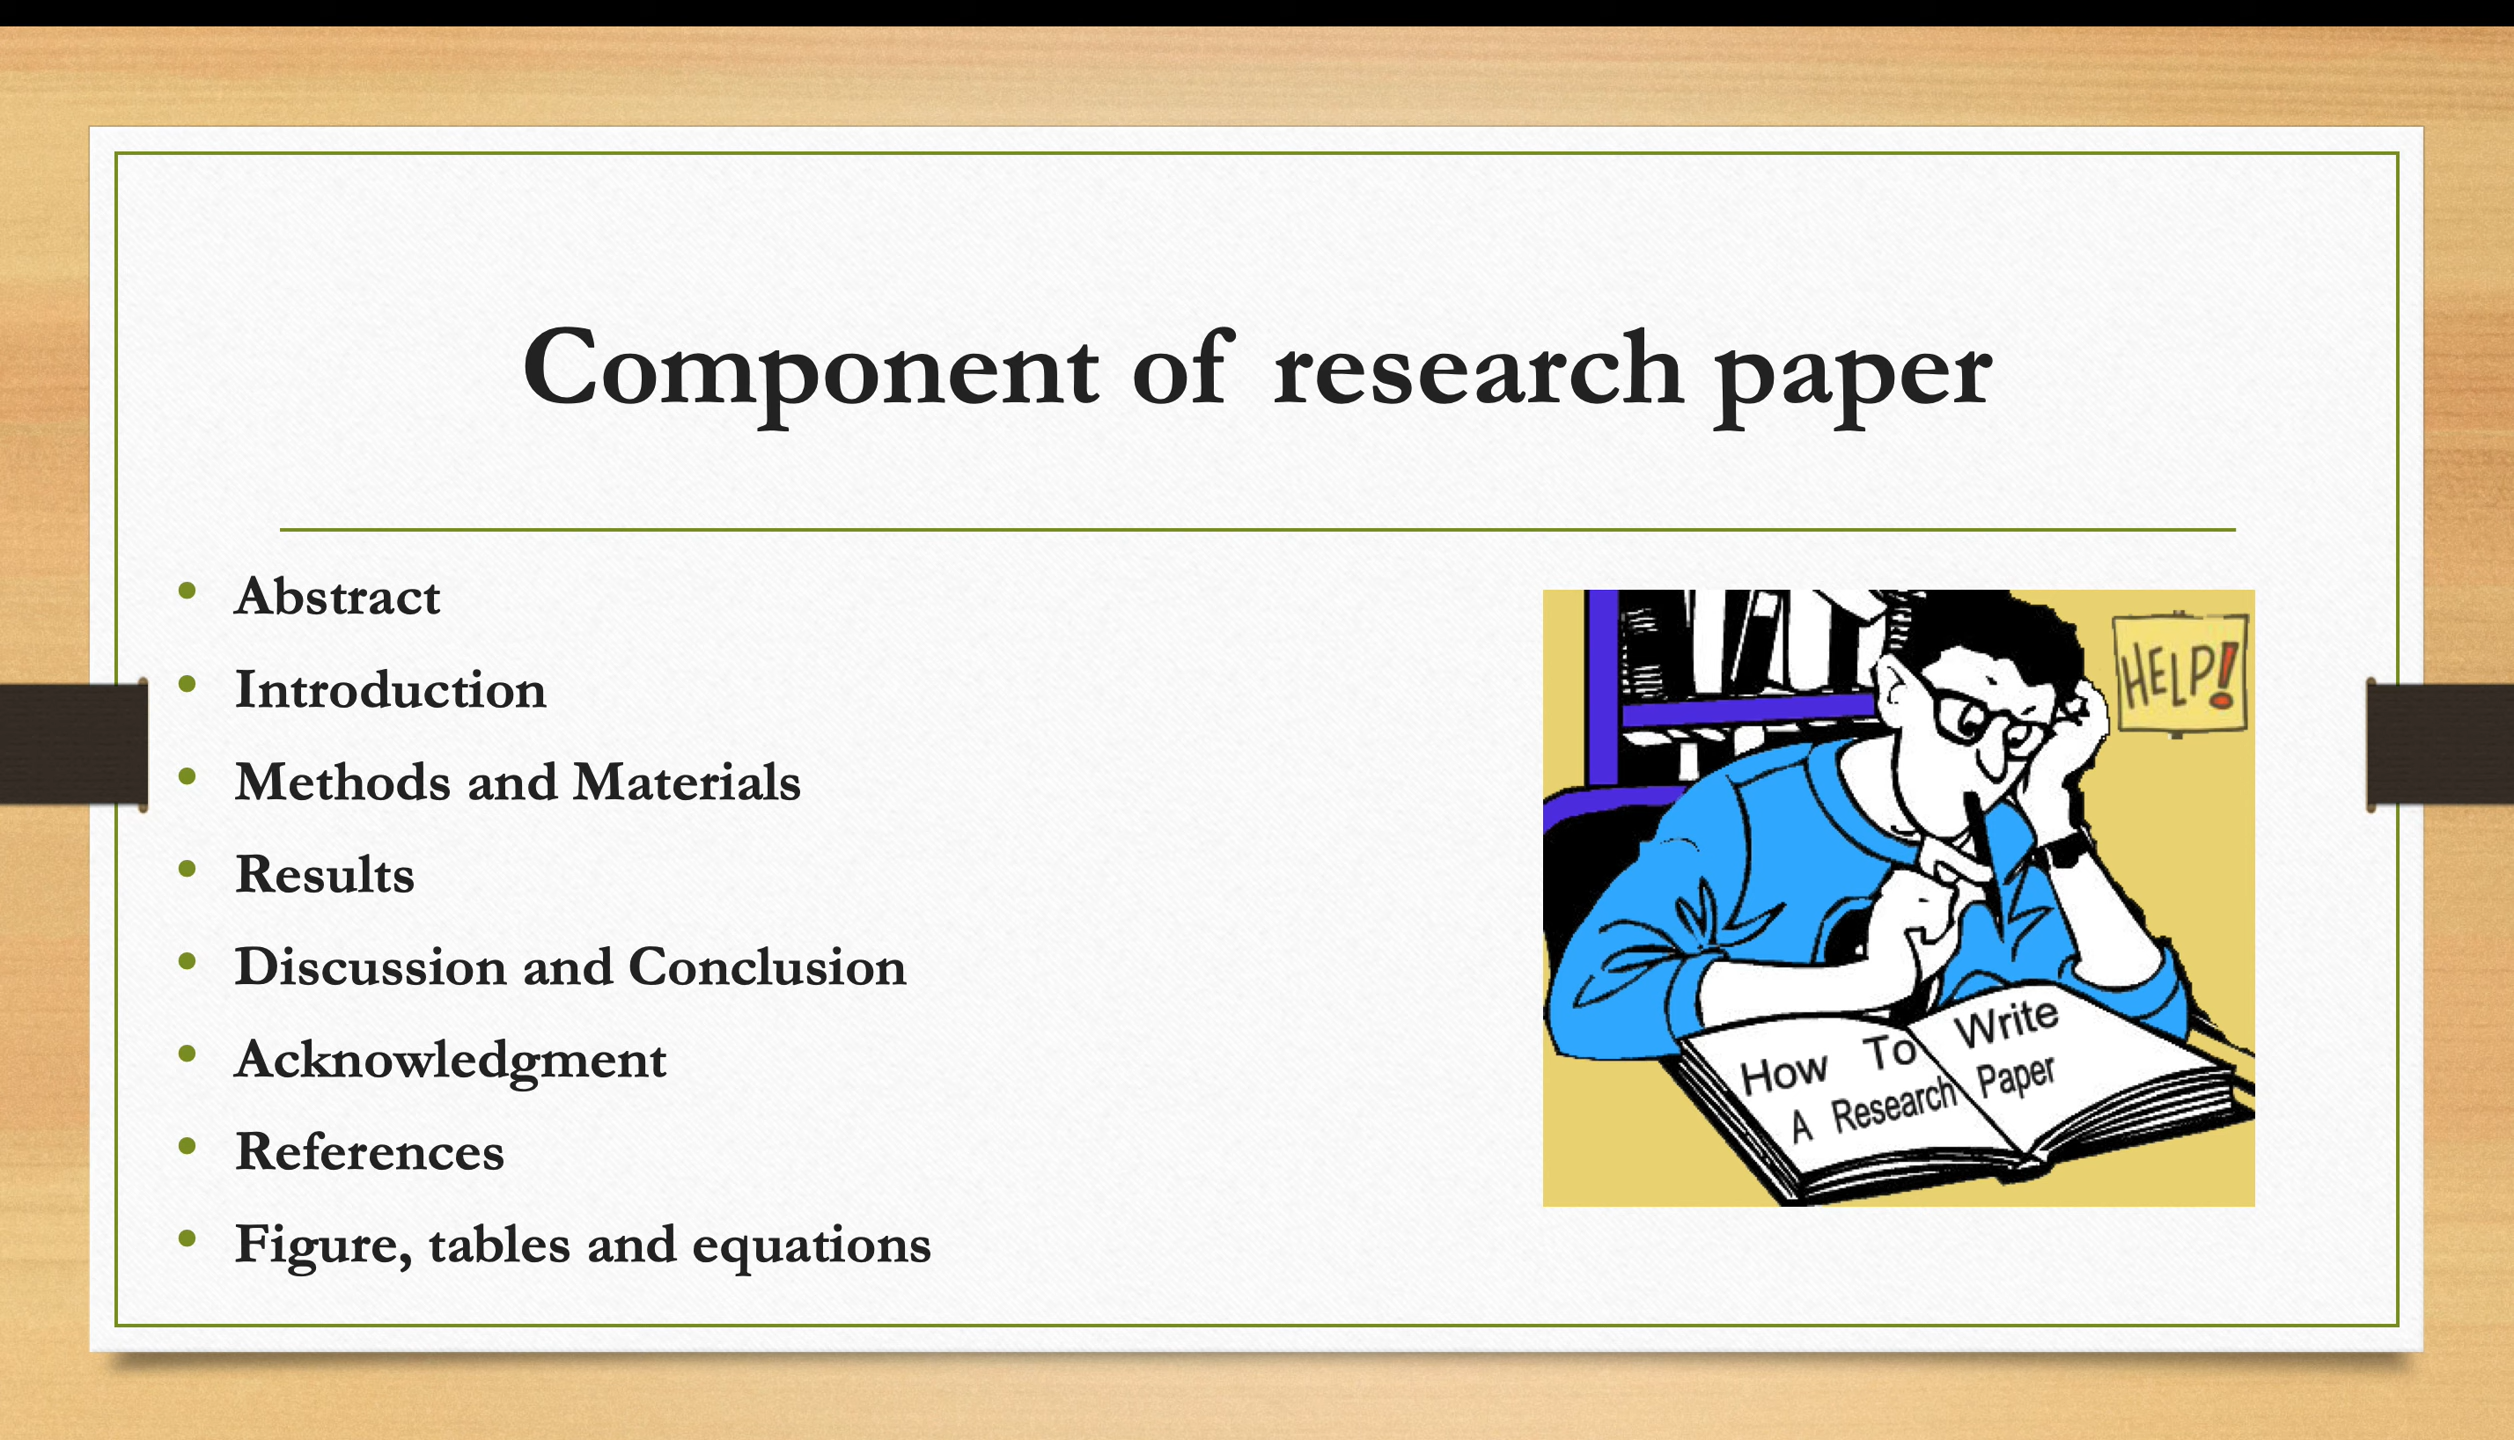 Component of research paper
• Abstract
• Introduction
• Methods and Materials
• Results
• Discussion and Conclusion
• Acknowledgment
• References
• Figure, tables and equations
HELP!
How To Write
A Research Paper